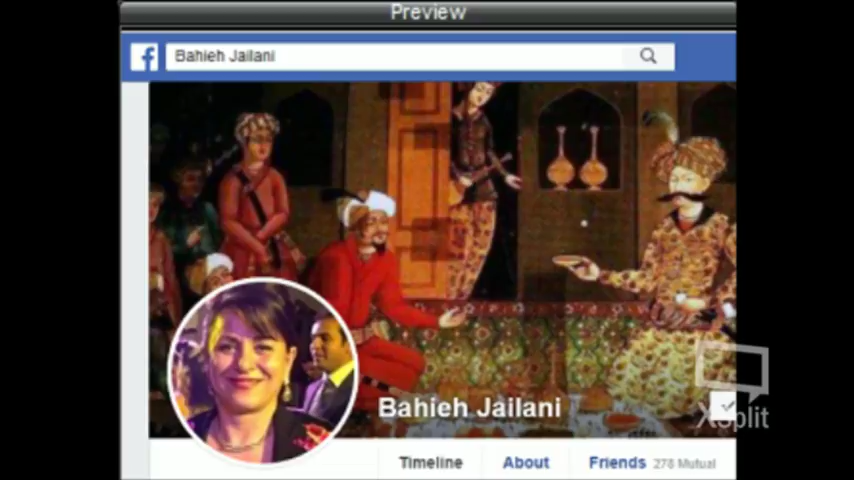 Preview
Bahieh Jailani
Bahieh Jailani
XSplit
Timeline About Friends 278 Mutual